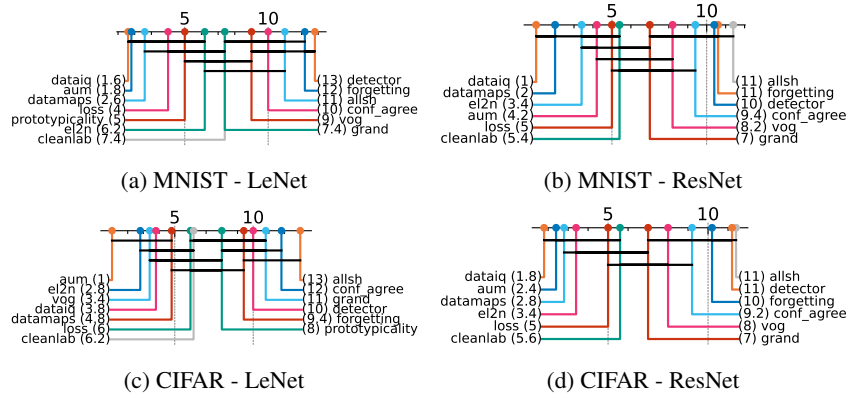 5 10
dataiq (1.6) (13) detector
aum (1.8) (12) forgetting
datamaps (2.6) (11) allsh
loss (4) (10) conf_agree
prototypicality (5) (9) vog
el2n (6.2) (7.4) grand
cleanlab (7.4)
(a) MNIST - LeNet
5 10
dataiq (1) (11) allsh
datamaps (2) (11) forgetting
el2n (3.4) (10) detector
aum (4.2) (9.4) conf_agree
loss (5) (8.2) vog
cleanlab (5.4) (7) grand
(b) MNIST - ResNet
5 10
aum (1) (13) allsh
el2n (2.8) (12) conf_agree
vog (3.4) (11) grand
dataiq (3.8) (10) detector
datamaps (4.8) (9.4) forgetting
loss (6) (8) prototypicality
cleanlab (6.2)
(c) CIFAR - LeNet
5 10
dataiq (1.8) (11) allsh
aum (2.4) (11) detector
datamaps (2.8) (10) forgetting
el2n (3.4) (9.2) conf_agree
loss (5) (8) vog
cleanlab (5.6) (7) grand
(d) CIFAR - ResNet